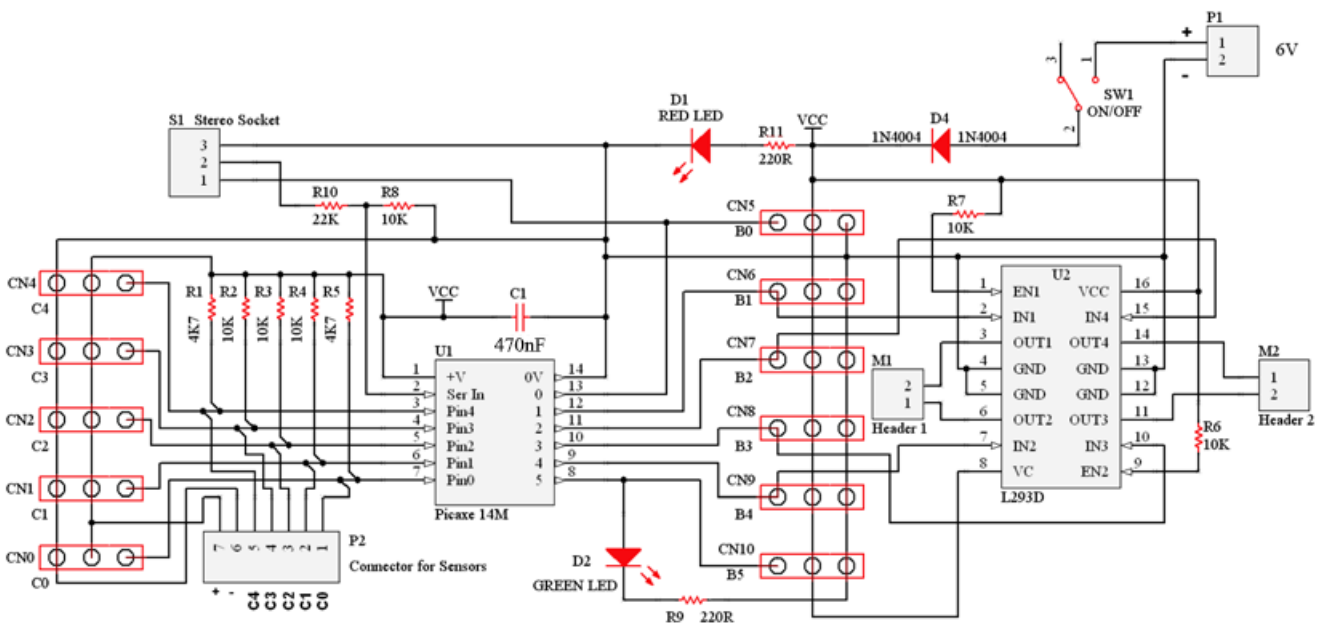 P1
+
1
2
-
6V
3
1
SW1
ON/OFF
2
D1
RED LED
R11
220R
VCC
D4
1N4004
1N4004
S1 Stereo Socket
3
2
1
R10
22K
R8
10K
CN5
B0
R7
10K
CN4
C4
R1
4K7
R2
10K
R3
10K
R4
10K
R5
4K7
VCC
C1
470nF
CN6
B1
U2
1
EN1
VCC
16
2
IN1
IN4
15
3
OUT1
OUT4
14
4
GND
GND
13
5
GND
GND
12
6
OUT2
OUT3
11
7
IN2
IN3
10
8
VC
EN2
9
L293D
CN3
C3
U1
1
+V
0V
14
2
Ser In
0
13
3
Pin4
1
12
4
Pin3
2
11
5
Pin2
3
10
6
Pin1
4
9
7
Pin0
5
8
Picaxe 14M
CN7
B2
M1
2
1
Header 1
M2
1
2
Header 2
CN2
C2
CN8
B3
R6
10K
CN1
C1
CN9
B4
CN0
C0
7
6
5
4
3
2
1
P2
Connector for Sensors
+
-
C4
C3
C2
C1
C0
D2
GREEN LED
R9
220R
CN10
B5